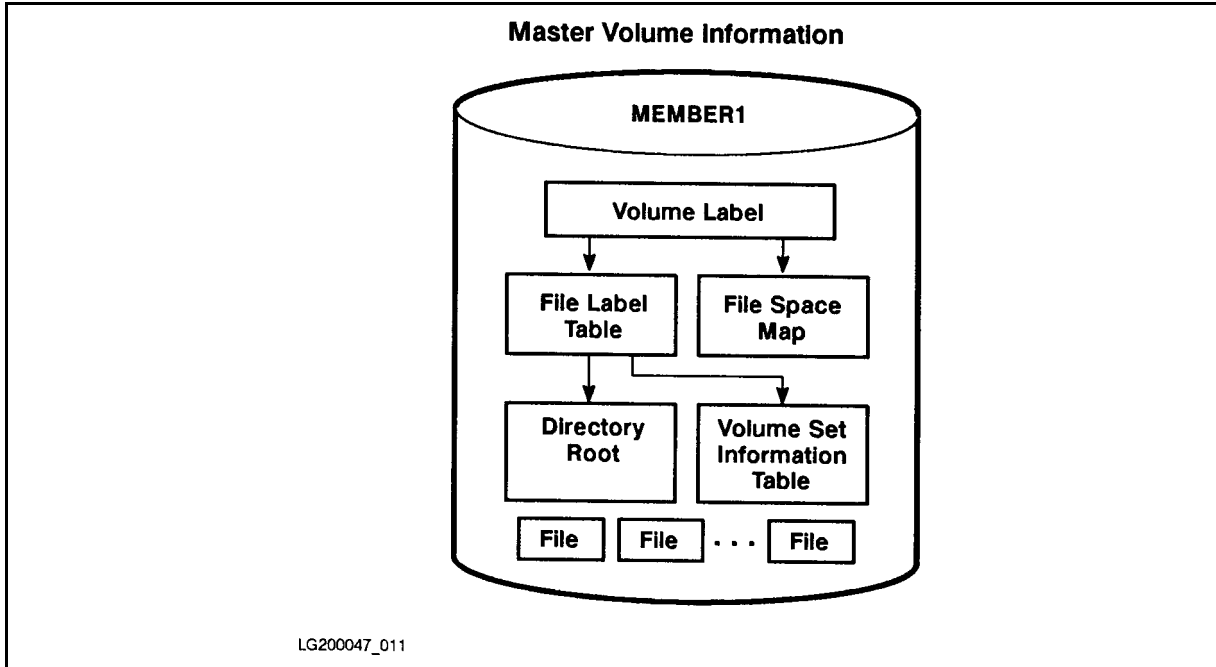 Master Volume Information
MEMBER1
Volume Label
File Label
Table
File Space
Map
Directory
Root
Volume Set
Information
Table
File
File
. . .
File
LG200047_011